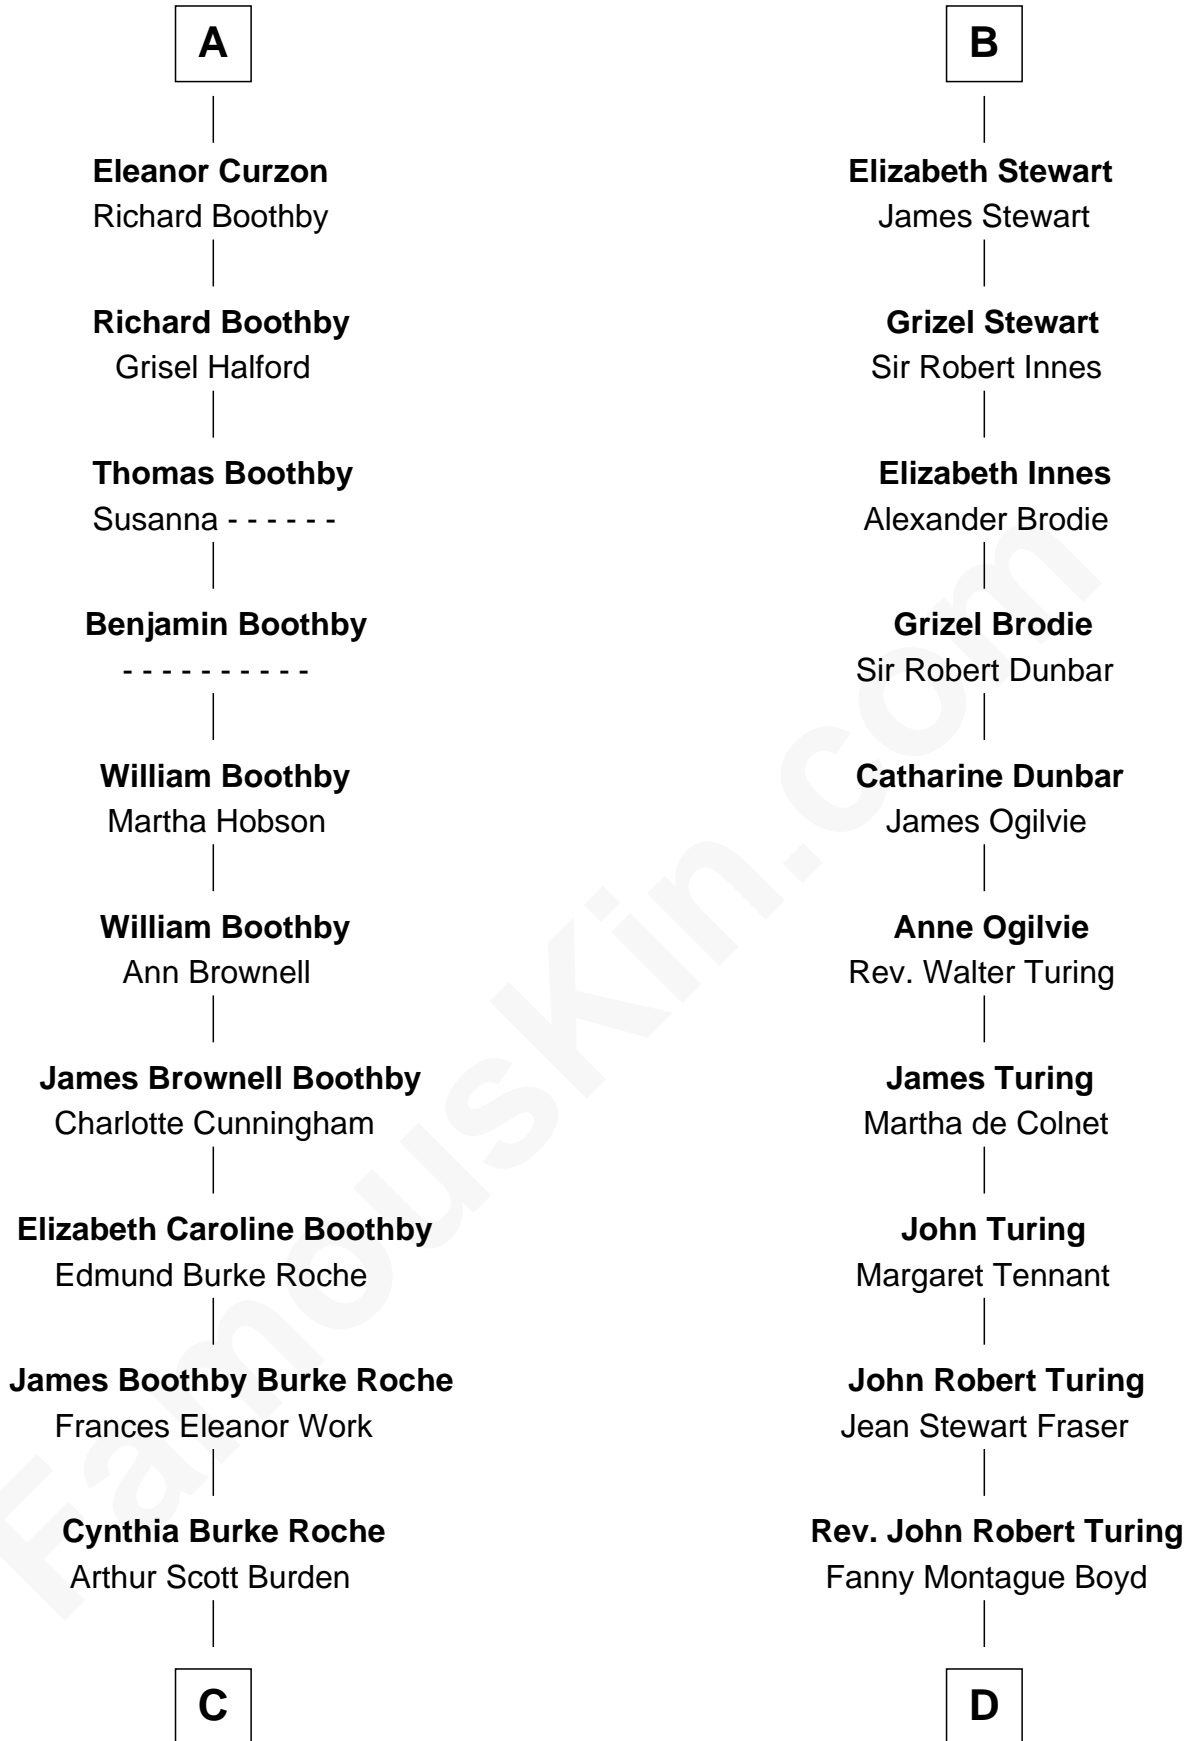 A
Eleanor Curzon
Richard Boothby
Richard Boothby
Grisel Halford
Thomas Boothby
Susanna - - - - - -
Benjamin Boothby
- - - - - - - - - -
William Boothby
Martha Hobson
William Boothby
Ann Brownell
James Brownell Boothby
Charlotte Cunningham
Elizabeth Caroline Boothby
Edmund Burke Roche
James Boothby Burke Roche
Frances Eleanor Work
Cynthia Burke Roche
Arthur Scott Burden
C
B
Elizabeth Stewart
James Stewart
Grizel Stewart
Sir Robert Innes
Elizabeth Innes
Alexander Brodie
Grizel Brodie
Sir Robert Dunbar
Catharine Dunbar
James Ogilvie
Anne Ogilvie
Rev. Walter Turing
James Turing
Martha de Colnet
John Turing
Margaret Tennant
John Robert Turing
Jean Stewart Fraser
Rev. John Robert Turing
Fanny Montague Boyd
D
FamousKin.com